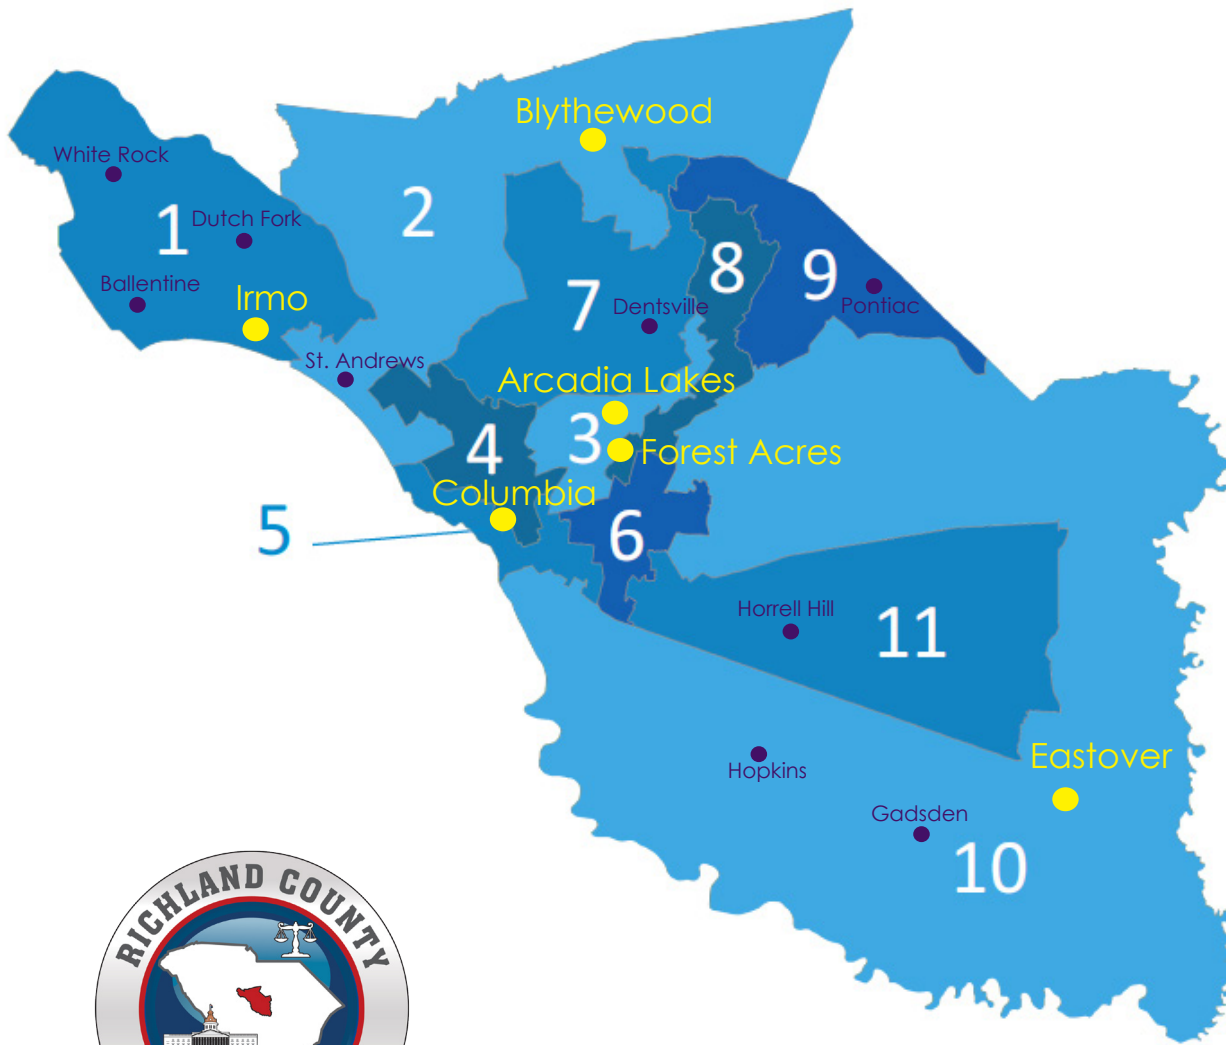 Blythewood
White Rock
1
Dutch Fork
2
8
9
Ballentine
Irmo
7
Dentsville
Pontiac
St. Andrews
Arcadia Lakes
3
4
Forest Acres
Columbia
5
6
Horrell Hill
11
Hopkins
Eastover
Gadsden
10
RICHLAND COUNTY